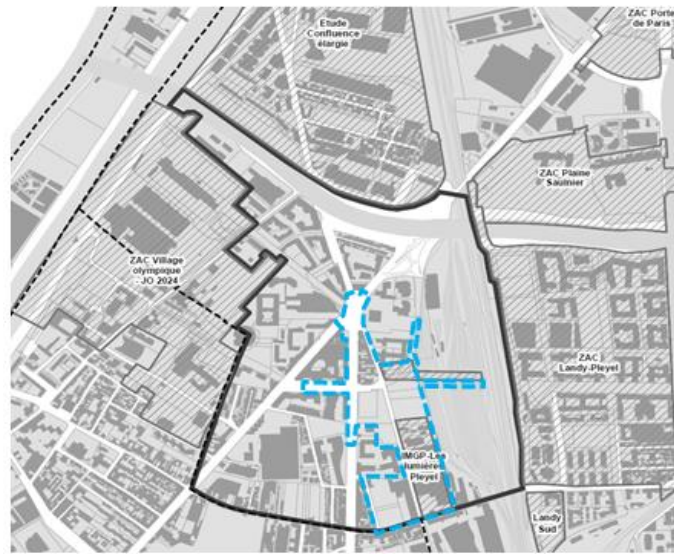 Etude
Confluence
élargie
ZAC Porte
de Paris
ZAC Plaine
Saulnier
ZAC Village
olympique
- JO 2024
ZAC
Landy-Pleyel
IMGP-Les
lumières
Pleyel
Landy
Sud